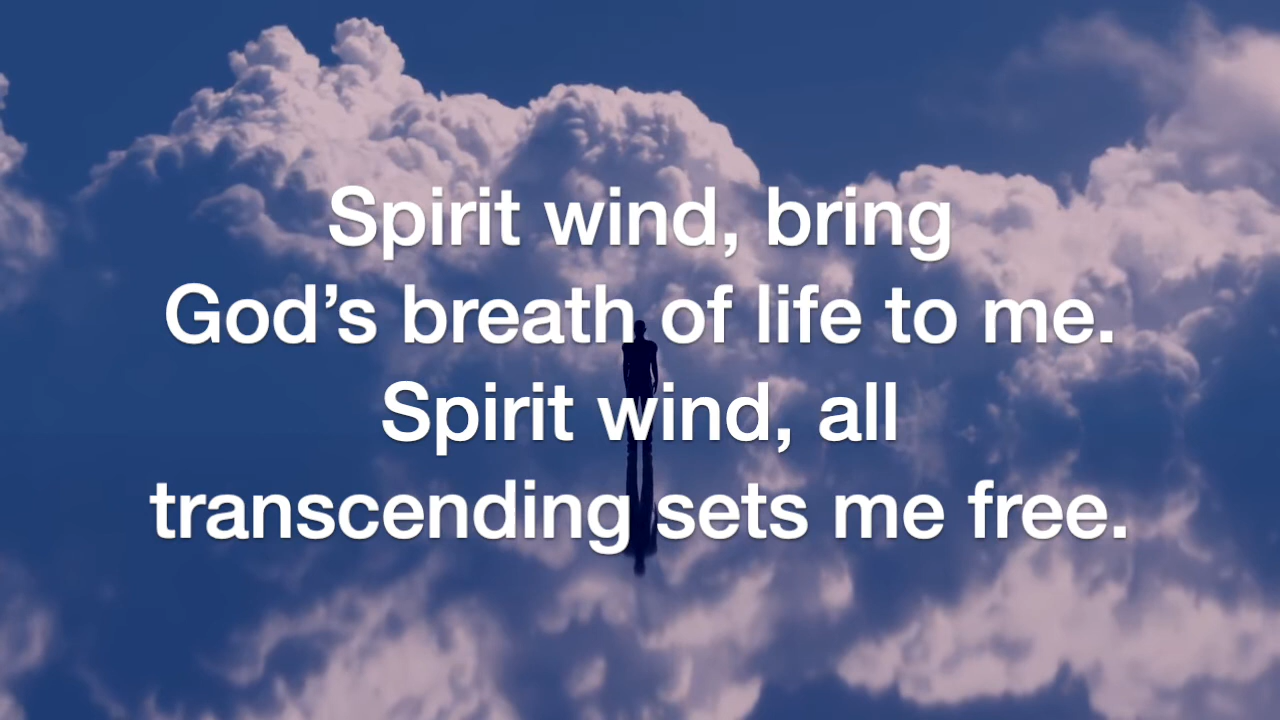 Spirit wind, bring
God’s breath of life to me.
Spirit wind, all
transcending sets me free.